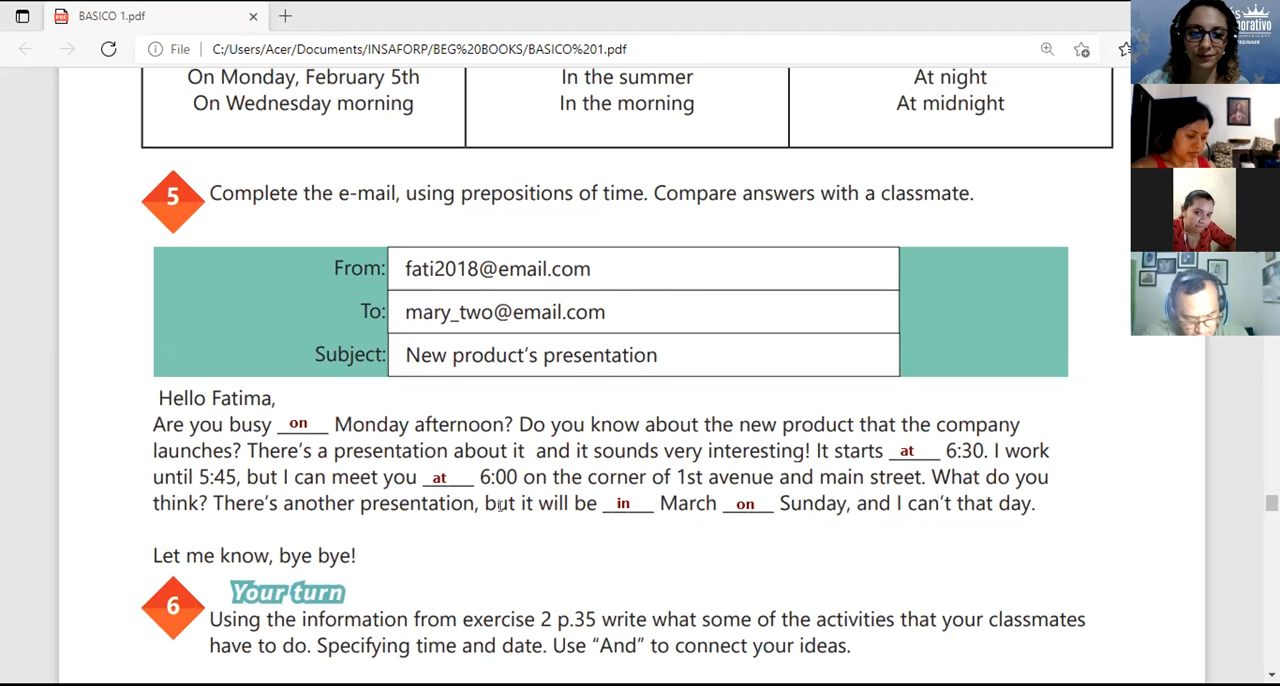 BASICO 1.pdf
File C:/Users/Acer/Documents/INSAFORP/BEG%20BOOKS/BASICO%201.pdf
On Monday, February 5th In the summer At night
On Wednesday morning In the morning At midnight
5 Complete the e-mail, using prepositions of time. Compare answers with a classmate.
From: fati2018@email.com
To: mary_two@email.com
Subject: New product's presentation
Hello Fatima,
Are you busy on Monday afternoon? Do you know about the new product that the company
launches? There's a presentation about it and it sounds very interesting! It starts at 6:30. I work
until 5:45, but I can meet you at 6:00 on the corner of 1st avenue and main street. What do you
think? There's another presentation, but it will be in March on Sunday, and I can't that day.
Let me know, bye bye!
Your turn
6 Using the information from exercise 2 p.35 write what some of the activities that your classmates
have to do. Specifying time and date. Use “And” to connect your ideas.